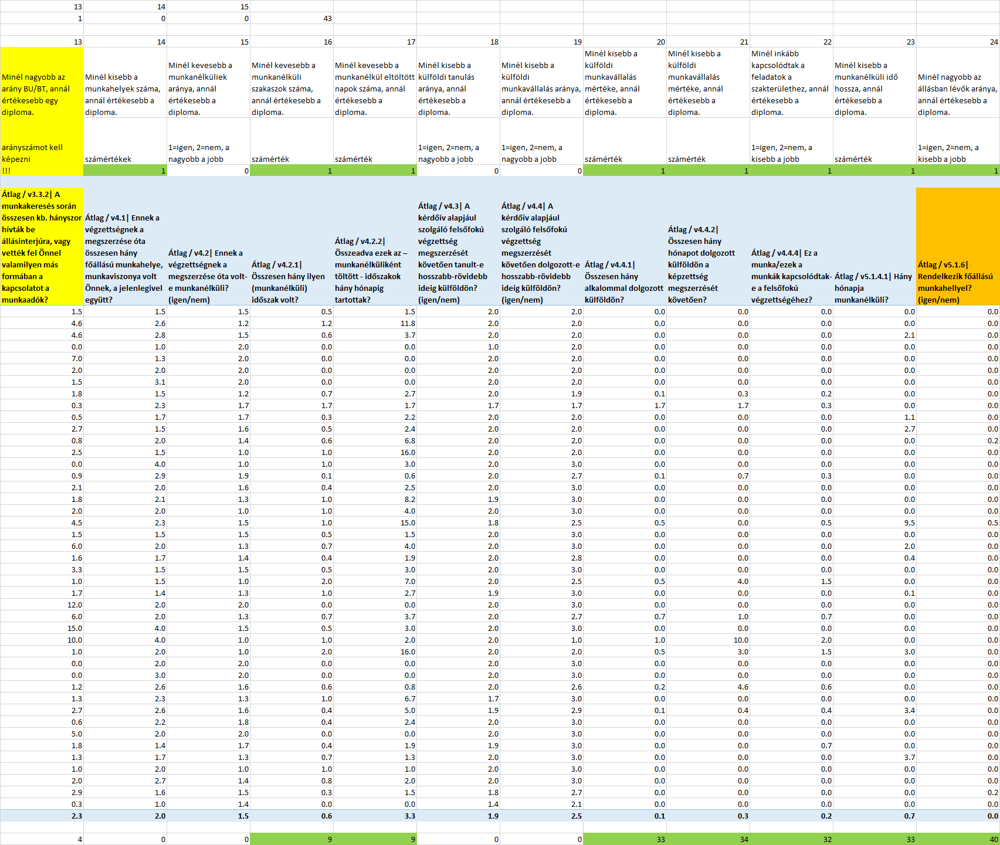 13 14 15
1 0 0 43
13 14 15 16 17 18 19 20 21 22 23 24
Minél nagyobb az
arány BU/BT, annál
értékesebb egy
diploma.
Minél kisebb a
munkahelyek száma,
annál értékesebb a
diploma.
Minél kevesebb a
munkanélküliek
aránya, annál
értékesebb a
diploma.
Minél kevesebb a
munkanélküli
szakaszok száma,
annál értékesebb a
diploma.
Minél kevesebb a
munkanélkül eltöltött
napok száma, annál
értékesebb a
diploma.
Minél kisebb a
külföldi tanulás
aránya, annál
értékesebb a
diploma.
Minél kisebb a
külföldi
munkavállalás aránya,
annál értékesebb a
diploma.
Minél kisebb a
külföldi
munkavállalás
mértéke, annál
értékesebb a
diploma.
Minél kisebb a
külföldi
munkavállalás
mértéke, annál
értékesebb a
diploma.
Minél inkább
kapcsolódtak a
feladatok a
szakterülethez, annál
értékesebb a
diploma.
Minél kisebb a
munkanélküli idő
hossza, annál
értékesebb a
diploma.
Minél nagyobb az
állásban lévők aránya,
annál értékesebb a
diploma.
arányszámot kell
képezni
számértékek
1=igen, 2=nem, a
nagyobb a jobb
számérték
számérték
1=igen, 2=nem, a
nagyobb a jobb
1=igen, 2=nem, a
nagyobb a jobb
számérték
számérték
1=igen, 2=nem, a
kisebb a jobb
számérték
1=igen, 2=nem, a
kisebb a jobb
!!! 1 0 1 1 0 0 1 1 1 1 1
Átlag / v3.3.2| A
munkakeresés során
összesen kb. hányszor
hívták be
állásinterjúra, vagy
vették fel Önnel
valamilyen más
formában a
kapcsolatot a
munkaadók?
Átlag / v4.1| Ennek a
végzettségnek a
megszerzése óta
összesen hány
főállású munkahelye,
munkaviszonya volt
Önnek, a jelenlegivel
együtt?
Átlag / v4.2| Ennek a
végzettségnek a
megszerzése óta volt-
e munkanélküli?
(igen/nem)
Átlag / v4.2.1|
Összesen hány ilyen
(munkanélküli)
időszak volt?
Átlag / v4.2.2|
Összeadva ezek az –
munkanélküliként
töltött - időszakok
hány hónapig
tartottak?
Átlag / v4.3| A
kérdőív alapjául
szolgáló felsőfokú
végzettség
megszerzését
követően tanult-e
hosszabb-rövidebb
ideig külföldön?
(igen/nem)
Átlag / v4.4| A
kérdőív alapjául
szolgáló felsőfokú
végzettség
megszerzését
követően dolgozott-e
hosszabb-rövidebb
ideig külföldön?
(igen/nem)
Átlag / v4.4.1|
Összesen hány
alkalommal dolgozott
külföldön?
Átlag / v4.4.2|
Összesen hány
hónapot dolgozott
külföldön a
képzettség
megszerzését
követően?
Átlag / v4.4.4| Ez a
munka/ezek a
munkák kapcsolódtak-
e a felsőfokú
végzettségéhez?
Átlag / v5.1.4.1| Hány
hónapja
munkanélküli?
Átlag / v5.1.6|
Rendelkezik főállású
munkahellyel?
(igen/nem)
1.5 1.5 1.5 0.5 1.5 2.0 2.0 0.0 0.0 0.0 0.0 0.0
4.6 2.6 1.2 1.2 11.8 2.0 2.0 0.0 0.0 0.0 0.0 0.0
4.6 2.8 1.5 0.6 3.7 2.0 2.0 0.0 0.0 0.0 2.1 0.0
0.0 1.0 2.0 0.0 0.0 1.0 2.0 0.0 0.0 0.0 0.0 0.0
7.0 1.3 2.0 0.0 0.0 2.0 2.0 0.0 0.0 0.0 0.0 0.0
2.0 2.0 2.0 0.0 0.0 2.0 2.0 0.0 0.0 0.0 0.0 0.0
1.5 3.1 2.0 0.0 0.0 2.0 2.0 0.0 0.0 0.0 0.0 0.0
1.8 1.5 1.2 0.7 2.7 2.0 1.9 0.1 0.3 0.2 0.0 0.0
0.3 2.3 1.7 1.7 1.7 1.7 1.7 1.7 1.7 0.3 0.0 0.0
0.5 1.7 1.7 0.3 2.2 2.0 2.0 0.0 0.0 0.0 1.1 0.0
2.7 1.5 1.6 0.5 2.4 2.0 2.0 0.0 0.0 0.0 2.7 0.0
0.8 2.0 1.4 0.6 6.8 2.0 2.0 0.0 0.0 0.0 0.0 0.2
2.5 1.5 1.0 1.0 16.0 2.0 2.0 0.0 0.0 0.0 0.0 0.0
0.0 4.0 1.0 1.0 3.0 2.0 3.0 0.0 0.0 0.0 0.0 0.0
0.9 2.9 1.9 0.1 0.6 2.0 2.7 0.1 0.7 0.3 0.0 0.0
2.1 2.0 1.6 0.4 2.5 2.0 3.0 0.0 0.0 0.0 0.0 0.0
1.8 2.1 1.3 1.0 8.2 1.9 3.0 0.0 0.0 0.0 0.0 0.0
2.0 2.0 1.0 1.0 4.0 2.0 3.0 0.0 0.0 0.0 0.0 0.0
4.5 2.3 1.5 1.0 15.0 1.8 2.5 0.5 0.0 0.5 9.5 0.5
1.5 1.5 1.5 0.5 1.5 2.0 3.0 0.0 0.0 0.0 0.0 0.0
6.0 2.0 1.3 0.7 4.0 2.0 3.0 0.0 0.0 0.0 2.0 0.0
1.6 1.7 1.4 0.4 1.9 2.0 2.8 0.0 0.0 0.0 0.4 0.0
3.3 1.5 1.5 0.5 3.0 2.0 3.0 0.0 0.0 0.0 0.0 0.0
1.0 1.5 1.0 2.0 7.0 2.0 2.5 0.5 4.0 1.5 0.0 0.0
1.7 1.4 1.3 1.0 2.7 1.9 3.0 0.0 0.0 0.0 0.1 0.0
12.0 2.0 2.0 0.0 0.0 2.0 3.0 0.0 0.0 0.0 0.0 0.0
6.0 2.0 1.3 0.7 3.7 2.0 2.7 0.7 1.0 0.7 0.0 0.0
15.0 4.0 1.5 0.5 3.0 2.0 3.0 0.0 0.0 0.0 0.0 0.0
10.0 4.0 1.0 1.0 2.0 2.0 1.0 1.0 10.0 2.0 0.0 0.0
1.0 2.0 1.0 2.0 16.0 2.0 2.0 0.5 3.0 1.5 3.0 0.0
0.0 2.0 2.0 0.0 0.0 2.0 3.0 0.0 0.0 0.0 0.0 0.0
0.0 3.0 2.0 0.0 0.0 2.0 3.0 0.0 0.0 0.0 0.0 0.0
1.2 2.6 1.6 0.6 0.8 2.0 2.6 0.2 4.6 0.6 0.0 0.0
1.3 2.3 1.3 1.0 6.7 1.7 3.0 0.0 0.0 0.0 0.0 0.0
2.7 2.6 1.6 0.4 5.0 1.9 2.9 0.1 0.4 0.4 3.4 0.0
0.6 2.2 1.8 0.4 2.4 2.0 3.0 0.0 0.0 0.0 0.0 0.0
5.0 2.0 2.0 0.0 0.0 2.0 3.0 0.0 0.0 0.0 0.0 0.0
1.8 1.4 1.7 0.4 1.9 1.9 3.0 0.0 0.0 0.7 0.0 0.0
1.3 1.7 1.3 0.7 1.3 2.0 3.0 0.0 0.0 0.0 3.7 0.0
1.0 2.0 1.0 1.0 1.0 2.0 3.0 0.0 0.0 0.0 0.0 0.0
2.0 2.7 1.4 0.8 2.0 2.0 3.0 0.0 0.0 0.0 0.0 0.0
2.9 1.6 1.5 0.3 1.5 1.8 2.7 0.0 0.0 0.0 0.0 0.2
0.3 1.0 1.4 0.0 0.0 1.4 2.1 0.0 0.0 0.0 0.0 0.0
2.3 2.0 1.5 0.6 3.3 1.9 2.5 0.1 0.3 0.2 0.7 0.0
4 0 0 9 9 0 0 33 34 32 33 40